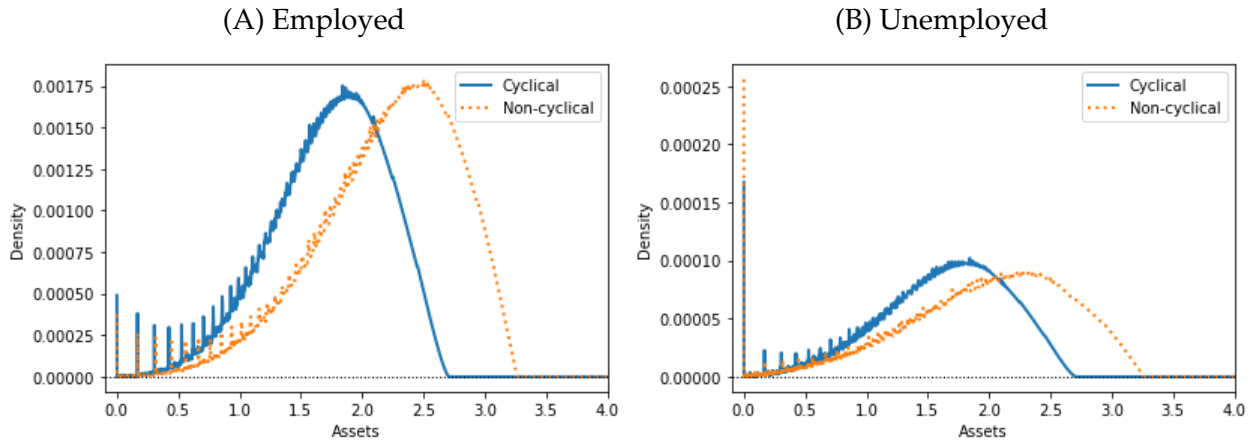 (A) Employed
Cyclical
Non-cyclical
0.00175
0.00150
0.00125
0.00100
0.00075
0.00050
0.00025
0.00000
Density
0.0 0.5 1.0 1.5 2.0 2.5 3.0 3.5 4.0
Assets
(B) Unemployed
Cyclical
Non-cyclical
0.00025
0.00020
0.00015
0.00010
0.00005
0.00000
Density
0.0 0.5 1.0 1.5 2.0 2.5 3.0 3.5 4.0
Assets